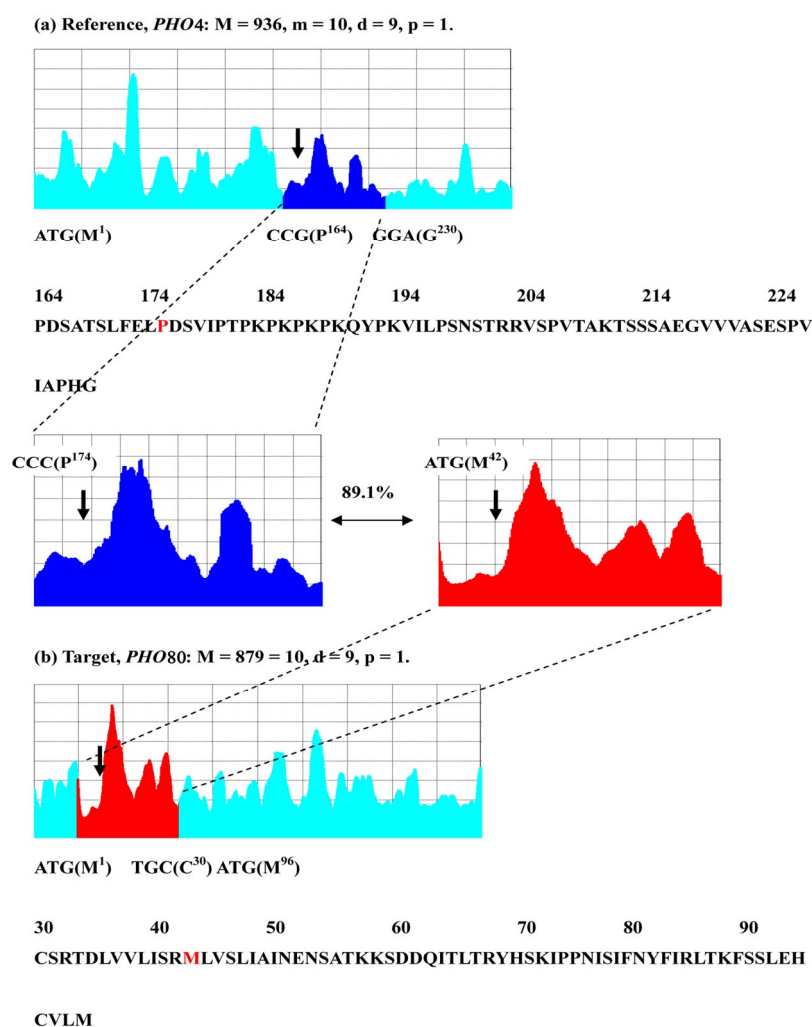 (a) Reference, PHO4: M = 936, m = 10, d = 9, p = 1.
ATG(M1) CCG(P164) GGA(G230)
164 174 184 194 204 214 224
PDSATSLFELPDSVIPTPKPKPKPKQYPKVILPSNSTRRVSPVTAKTSSSAEGVVVASESPV
IAPHG
CCC(P174)
ATG(M42)
89.1%
(b) Target, PHO80: M = 879 = 10, d = 9, p = 1.
ATG(M1) TGC(C30) ATG(M96)
30 40 50 60 70 80 90
CSRTDLVVLISRMLVSLIAINENSATKKSDDQITLTRYHSKIPPNISIFNYFIRLTKFSSLEH
CVLM